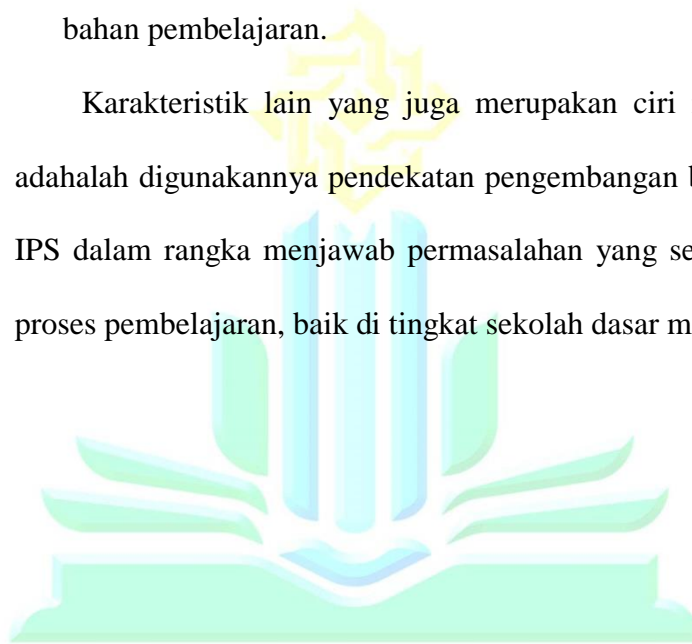 bahan pembelajaran.
Karakteristik lain yang juga merupakan ciri
adahalah digunakannya pendekatan pengembangan
IPS dalam rangka menjawab permasalahan yang
proses pembelajaran, baik di tingkat sekolah dasar